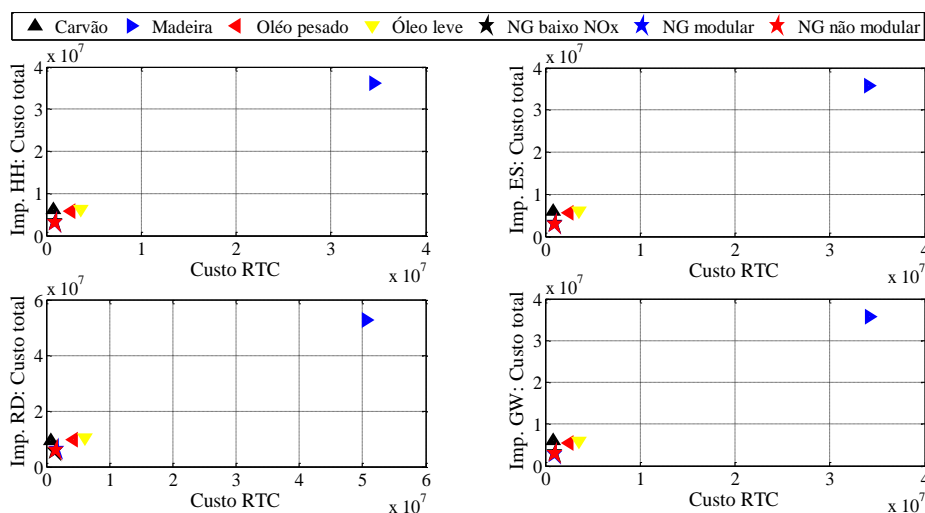 Carvão Madeira Oléo pesado Óleo leve NG baixo NOx NG modular NG não modular
x 10^7
Imp. HH: Custo total
4
3
2
1
0
0 1 2 3 4
Custo RTC
x 10^7
x 10^7
Imp. ES: Custo total
4
3
2
1
0
0 1 2 3 4
Custo RTC
x 10^7
x 10^7
Imp. RD: Custo total
6
4
2
0
0 1 2 3 4 5 6
Custo RTC
x 10^7
x 10^7
Imp. GW: Custo total
4
3
2
1
0
0 1 2 3 4
Custo RTC
x 10^7